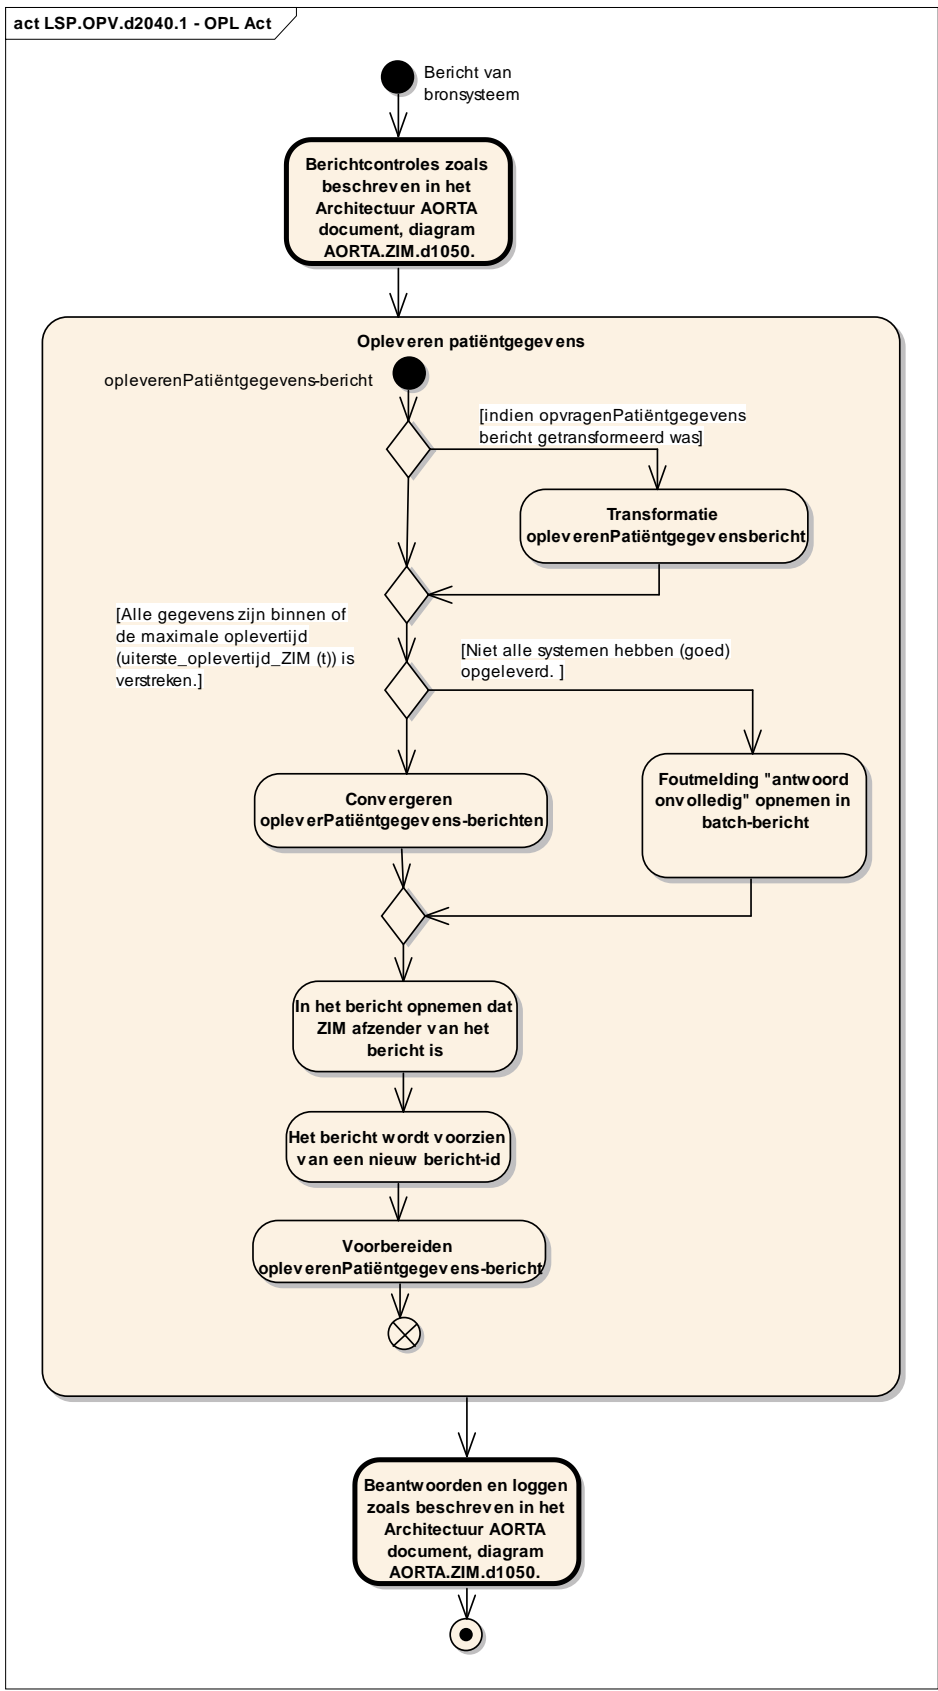 act LSP.OPV.d2040.1 - OPL Act
Bericht van
bronsysteem
Berichtcontroles zoals
beschreven in het
Architectuur AORTA
document, diagram
AORTA.ZIM.d1050.
Opleveren patiëntgegevens
opleverenPatiëntgegevens-bericht
[indien opvragenPatiëntgegevens
bericht getransformeerd was]
Transformatie
opleverenPatiëntgegevensbericht
[Alle gegevens zijn binnen of
de maximale oplevertijd
(uiterste_oplevertijd_ZIM (t)) is
verstreken.]
[Niet alle systemen hebben (goed)
opgeleverd. ]
Convergeren
opleverPatiëntgegevens-berichten
Foutmelding "antwoord
onvolledig" opnemen in
batch-bericht
In het bericht opnemen dat
ZIM afzender van het
bericht is
Het bericht wordt voorzien
van een nieuw bericht-id
Voorbereiden
opleverenPatiëntgegevens-bericht
Beantwoorden en loggen
zoals beschreven in het
Architectuur AORTA
document, diagram
AORTA.ZIM.d1050.